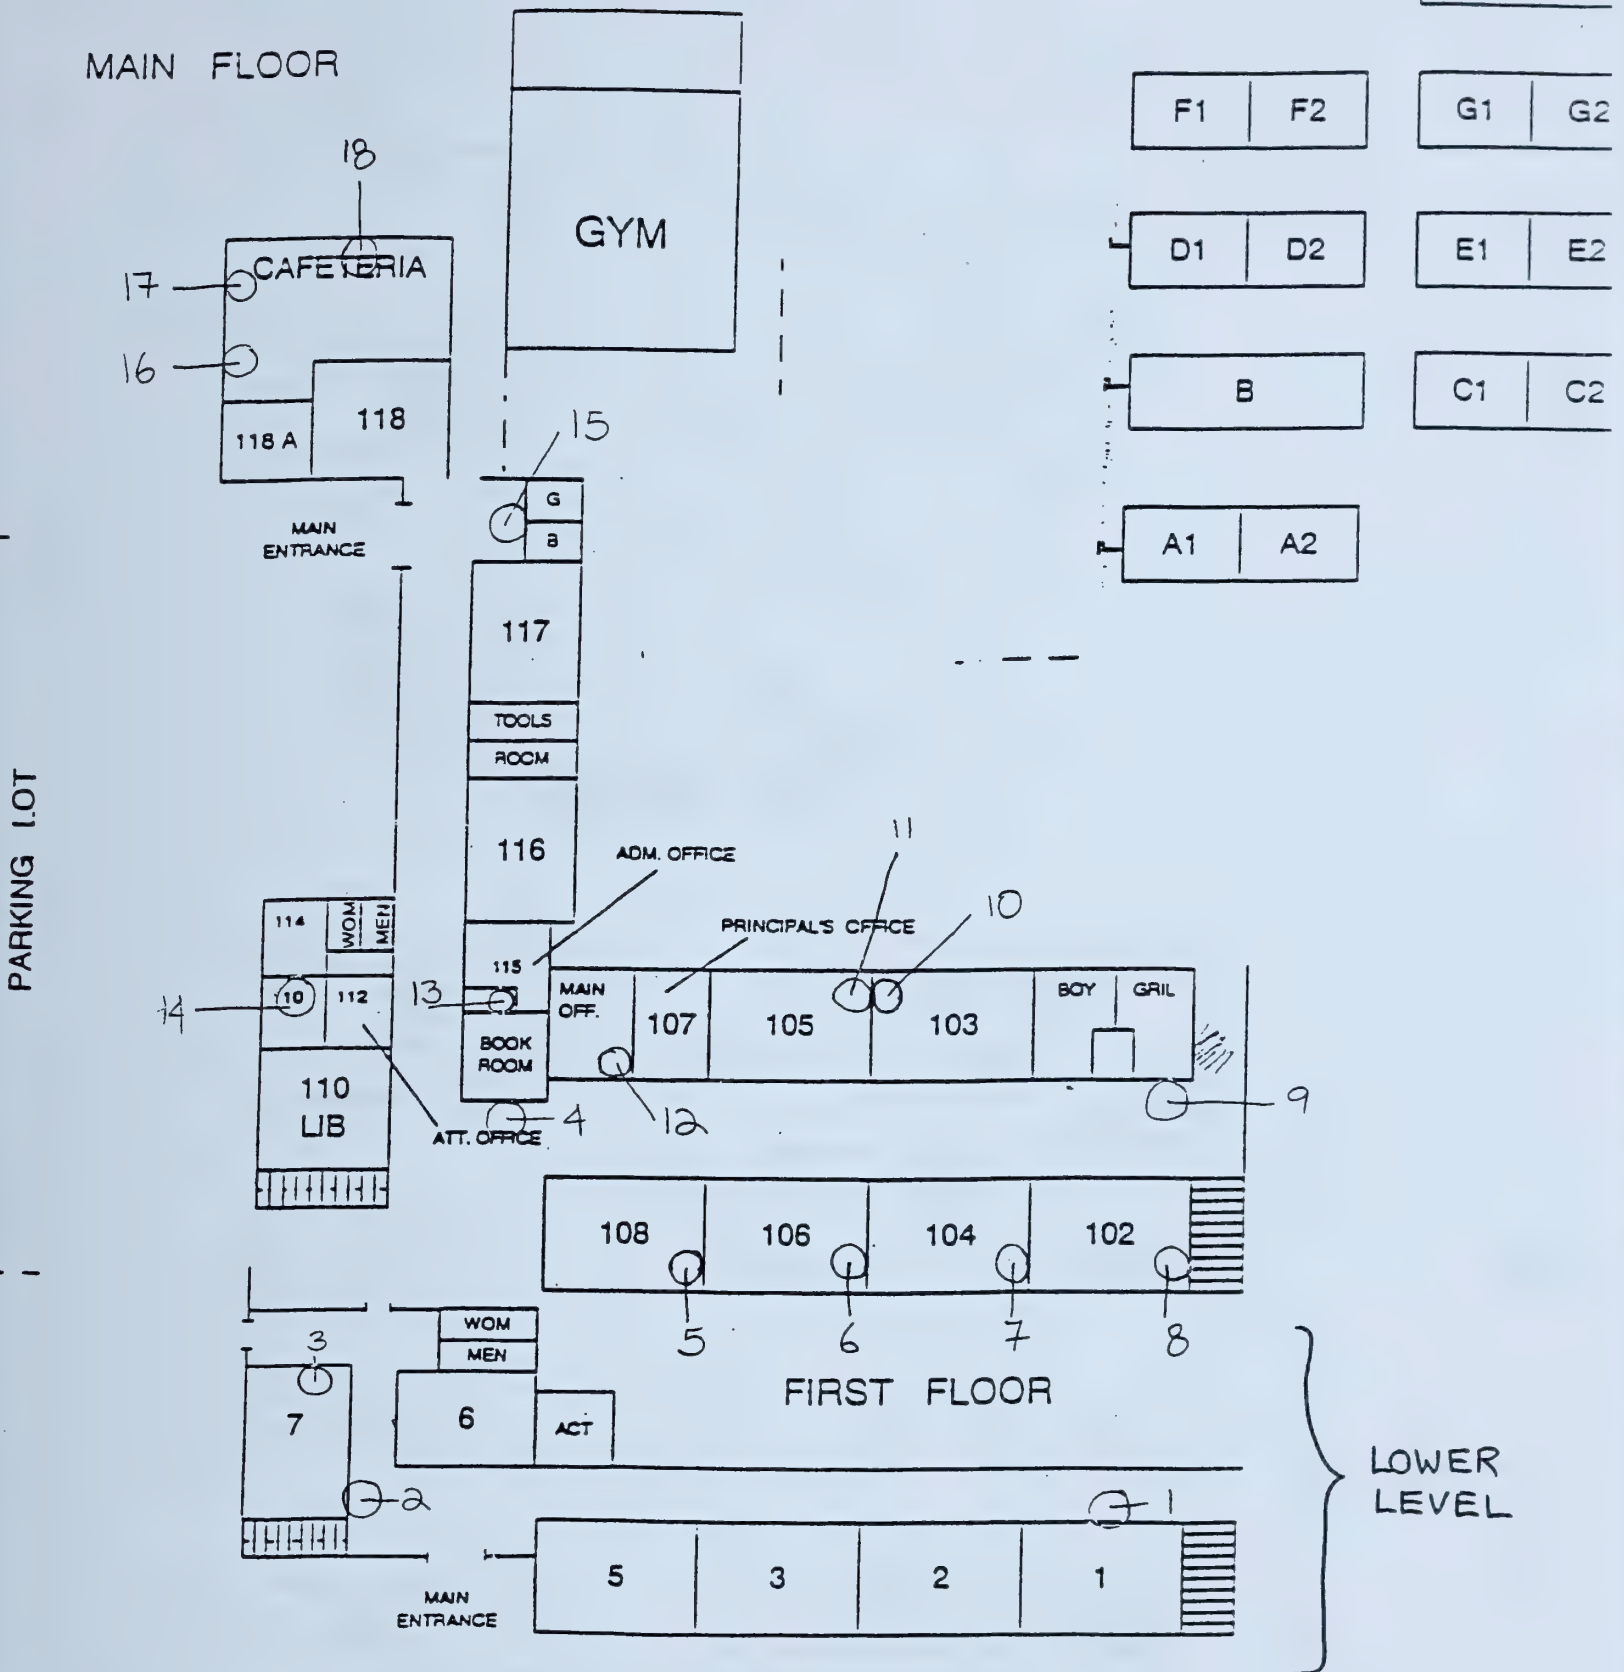 MAIN FLOOR
F1
F2
G1
G2
18
GYM
CAFETERIA
D1
D2
E1
E2
17
16
118 A
118
B
C1
C2
15
G
B
MAIN
ENTRANCE
A1
A2
117
TOOLS
ROOM
PARKING LOT
116
ADM. OFFICE
11
10
PRINCIPAL'S OFFICE
114
WOM
MEN
115
MAIN
OFF.
107
105
103
BOY
GRIL
14
10
112
13
BOOK
ROOM
110
LIB
4
12
9
ATT. OFFICE
108
106
104
102
5
6
7
8
WOM
MEN
3
7
6
ACT
FIRST FLOOR
LOWER
LEVEL
2
1
5
3
2
1
MAIN
ENTRANCE